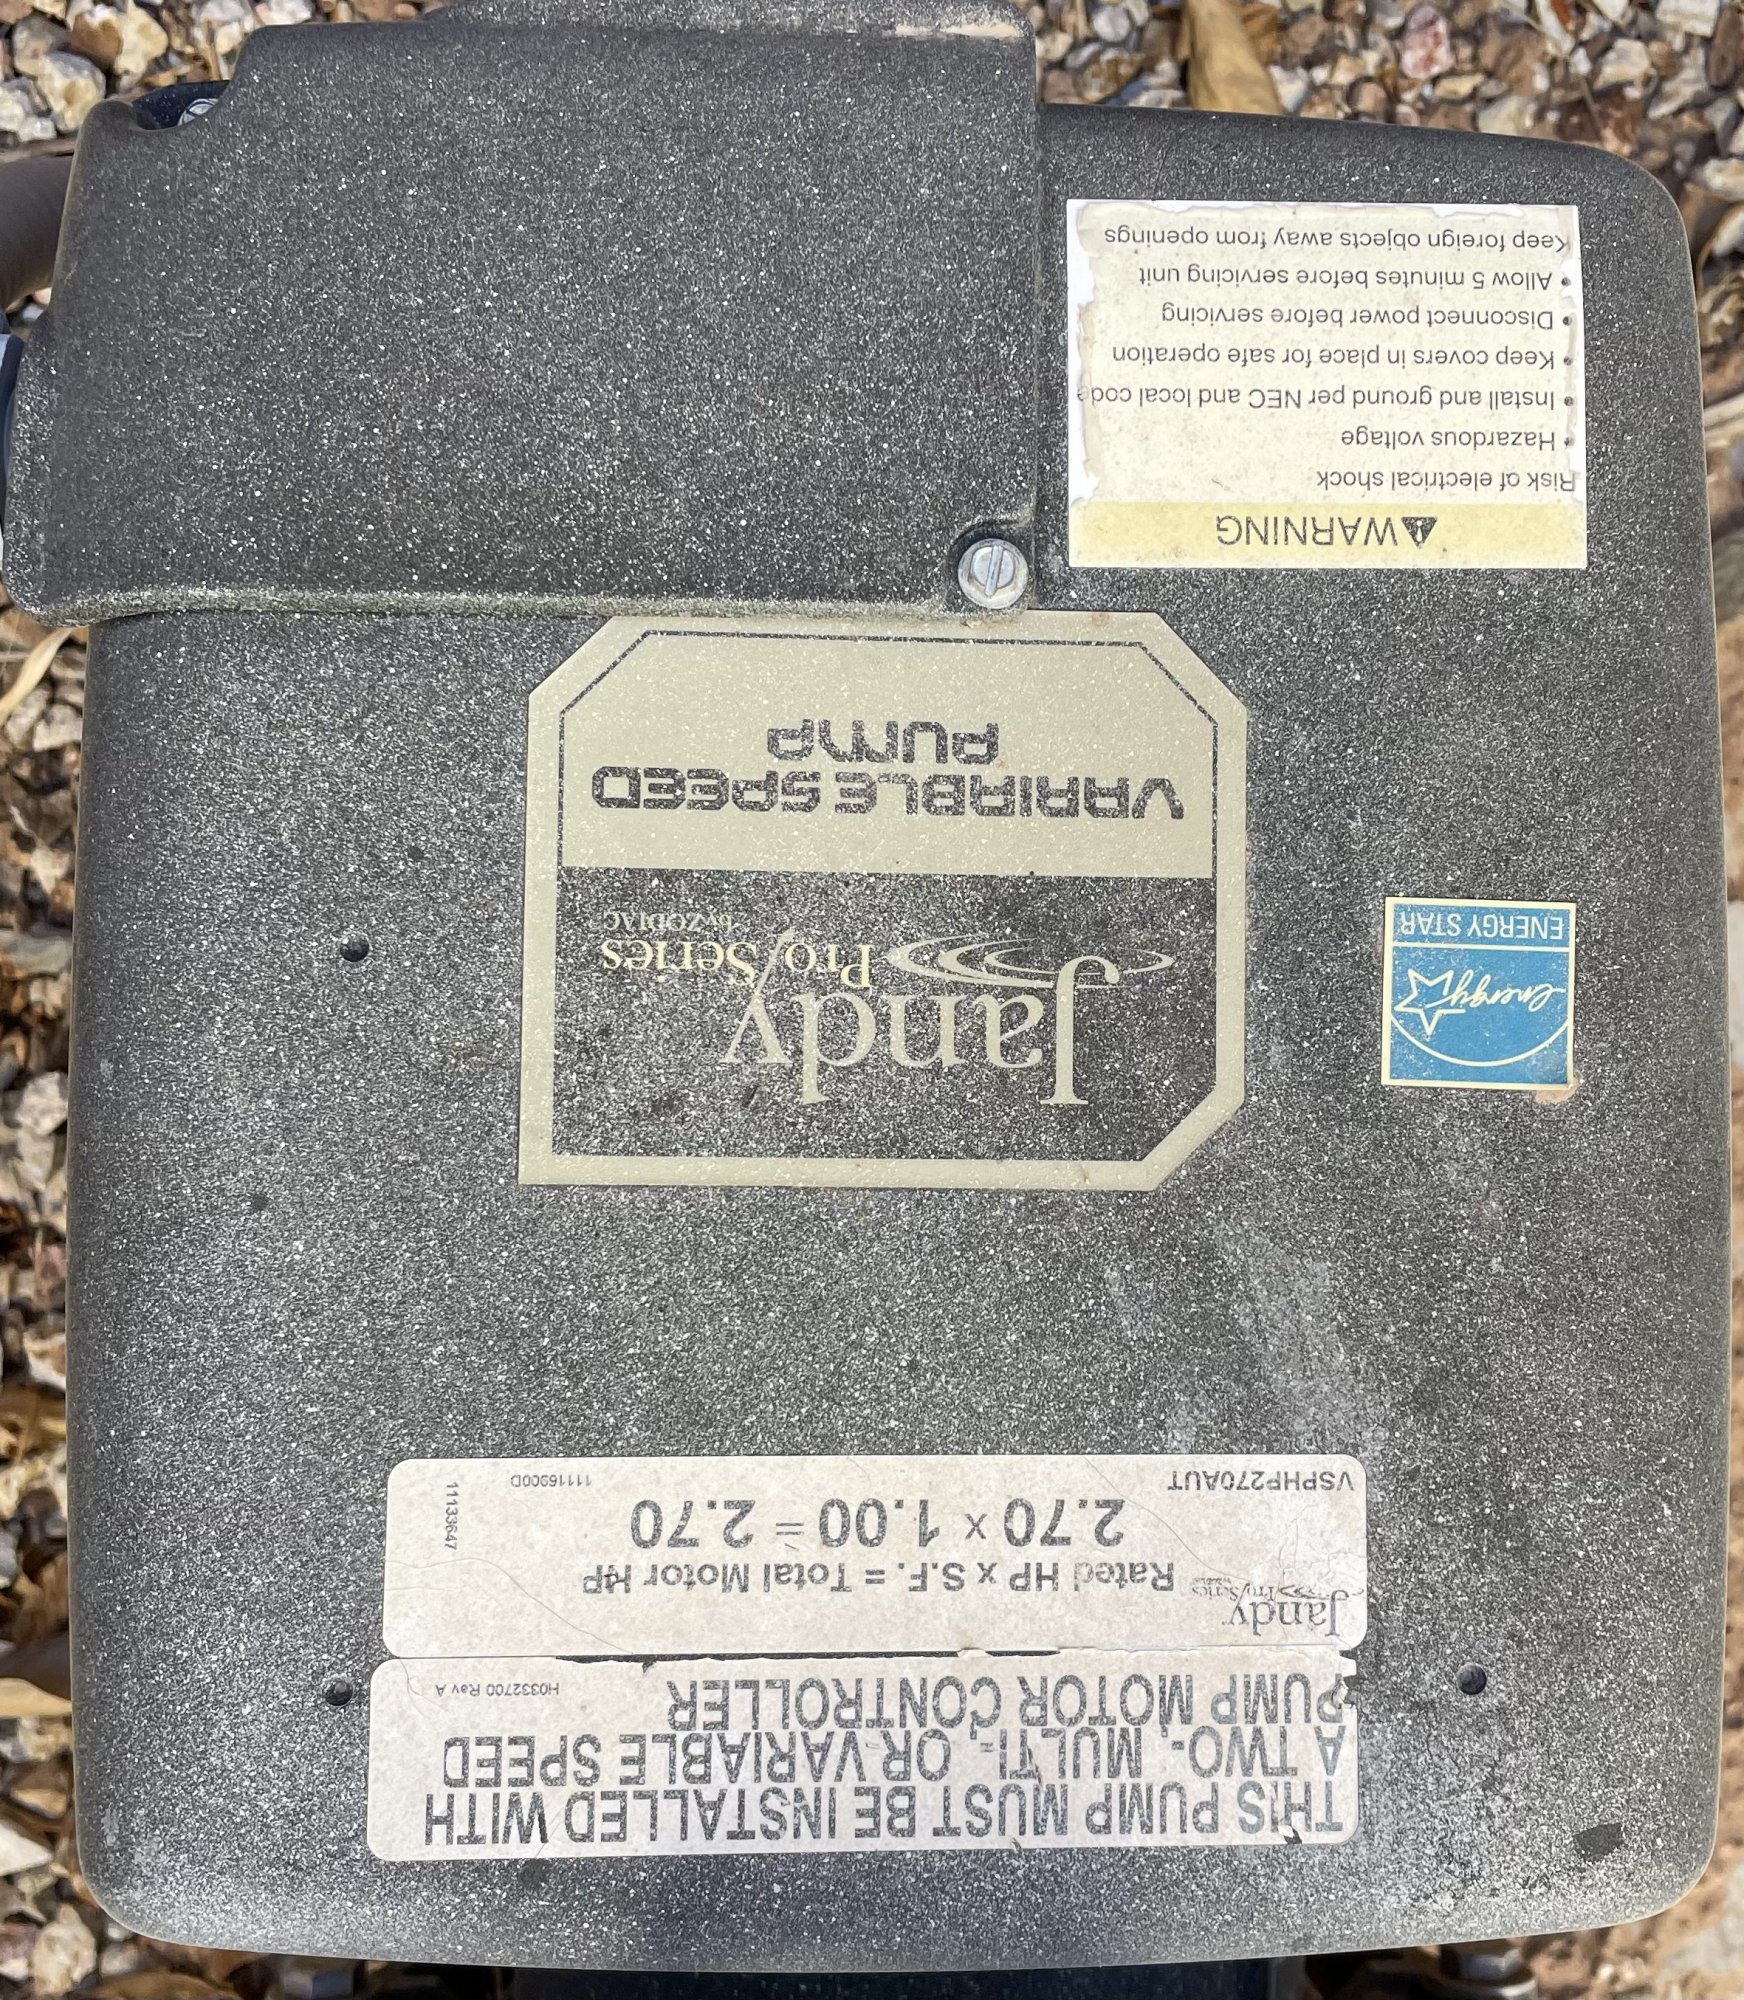 THIS PUMP MUST BE INSTALLED WITH
A TWO-, MULTI-, OR VARIABLE SPEED
PUMP MOTOR CONTROLLER
H0332700 Rev A
Jandy
Pro Series
Rated HP x S.F. = Total Motor HP
2.70 x 1.00 = 2.70
VSPHP270AUT
11116900D
11133647
Jandy
Pro Series
by ZODIAC
VARIABLE SPEED
PUMP
energy
ENERGY STAR
WARNING
Risk of electrical shock
• Hazardous voltage
• Install and ground per NEC and local code
• Keep covers in place for safe operation
• Disconnect power before servicing
• Allow 5 minutes before servicing unit
Keep foreign objects away from openings